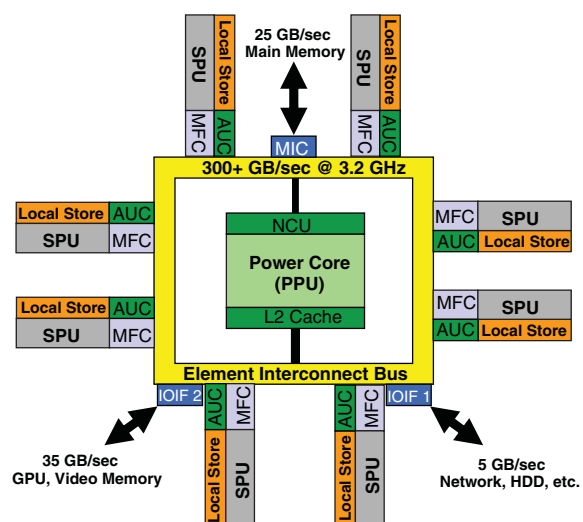 25 GB/sec
Main Memory
SPU
Local Store
MFC
AUC
SPU
Local Store
MFC
AUC
MIC
300+ GB/sec @ 3.2 GHz
Local Store AUC
SPU MFC
MFC SPU
AUC Local Store
NCU
Power Core
(PPU)
L2 Cache
Local Store AUC
SPU MFC
MFC SPU
AUC Local Store
Element Interconnect Bus
IOIF 2
AUC
MFC
Local Store
SPU
AUC
MFC
Local Store
SPU
IOIF 1
35 GB/sec
GPU, Video Memory
5 GB/sec
Network, HDD, etc.